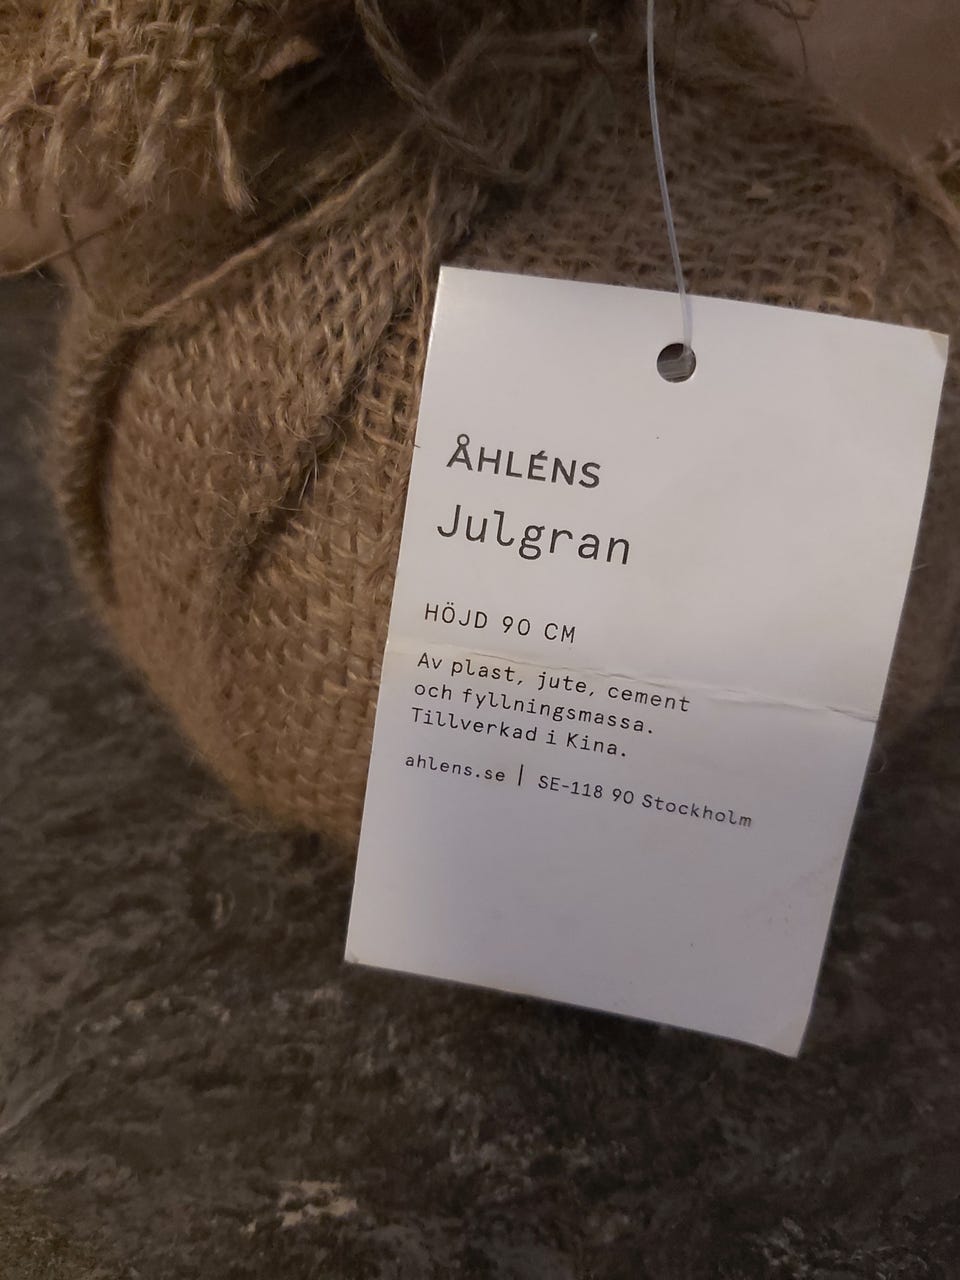 ÅHLÉNS
Julgran
HÖJD 90 CM
Av plast, jute, cement
och fyllningsmassa.
Tillverkad i Kina.
ahlens.se | SE-118 90 Stockholm